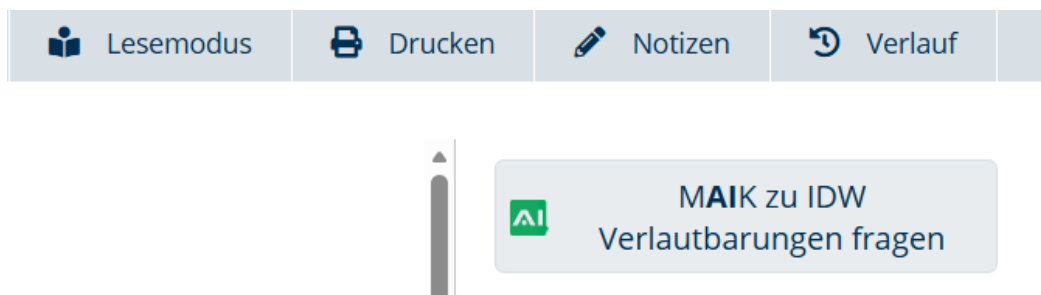 Lesemodus Drucken Notizen Verlauf
AI
MAIK zu IDW
Verlautbarungen fragen